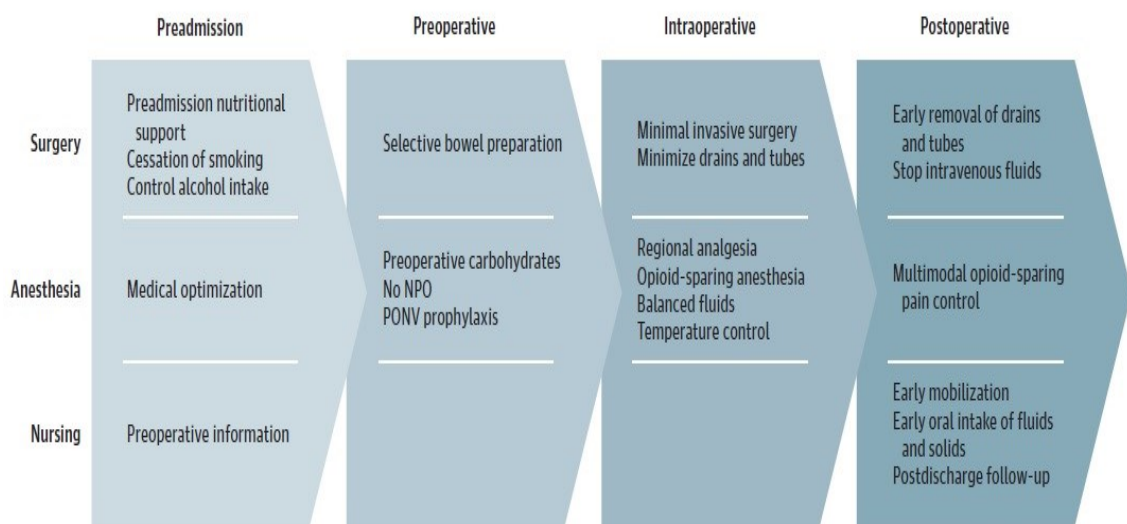 Preadmission
Preoperative
Intraoperative
Postoperative
Surgery
Preadmission nutritional
support
Cessation of smoking
Control alcohol intake
Selective bowel preparation
Minimal invasive surgery
Minimize drains and tubes
Early removal of drains
and tubes
Stop intravenous fluids
Anesthesia
Medical optimization
Preoperative carbohydrates
No NPO
PONV prophylaxis
Regional analgesia
Opioid-sparing anesthesia
Balanced fluids
Temperature control
Multimodal opioid-sparing
pain control
Nursing
Preoperative information
Early mobilization
Early oral intake of fluids
and solids
Postdischarge follow-up